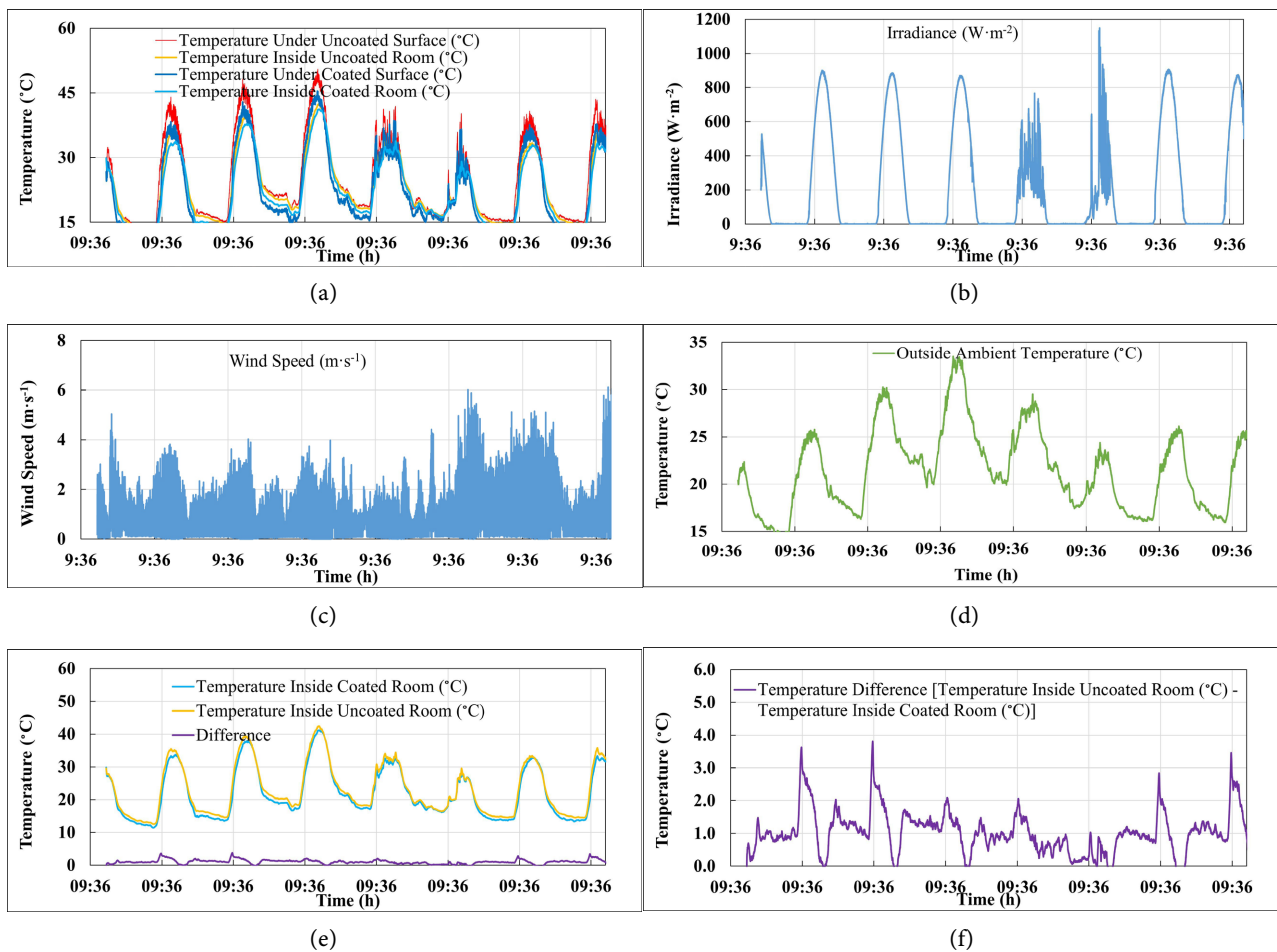 60
45
30
15
Temperature (°C)
Temperature Under Uncoated Surface (°C)
Temperature Inside Uncoated Room (°C)
Temperature Under Coated Surface (°C)
Temperature Inside Coated Room (°C)
09:36 09:36 09:36 09:36 09:36 09:36 09:36 09:36
Time (h)
(a)
1200
1000
800
600
400
200
0
Irradiance (W·m-2)
Irradiance (W·m-2)
9:36 9:36 9:36 9:36 9:36 9:36 9:36 9:36
Time (h)
(b)
8
6
4
2
0
Wind Speed (m·s-1)
Wind Speed (m·s-1)
9:36 9:36 9:36 9:36 9:36 9:36 9:36 9:36
Time (h)
(c)
35
30
25
20
15
Temperature (°C)
Outside Ambient Temperature (°C)
09:36 09:36 09:36 09:36 09:36 09:36 09:36 09:36
Time (h)
(d)
60
50
40
30
20
10
0
Temperature (°C)
Temperature Inside Coated Room (°C)
Temperature Inside Uncoated Room (°C)
Difference
09:36 09:36 09:36 09:36 09:36 09:36 09:36 09:36
Time (h)
(e)
6.0
5.0
4.0
3.0
2.0
1.0
0.0
Temperature (°C)
Temperature Difference [Temperature Inside Uncoated Room (°C) -
Temperature Inside Coated Room (°C)]
09:36 09:36 09:36 09:36 09:36 09:36 09:36 09:36
Time (h)
(f)